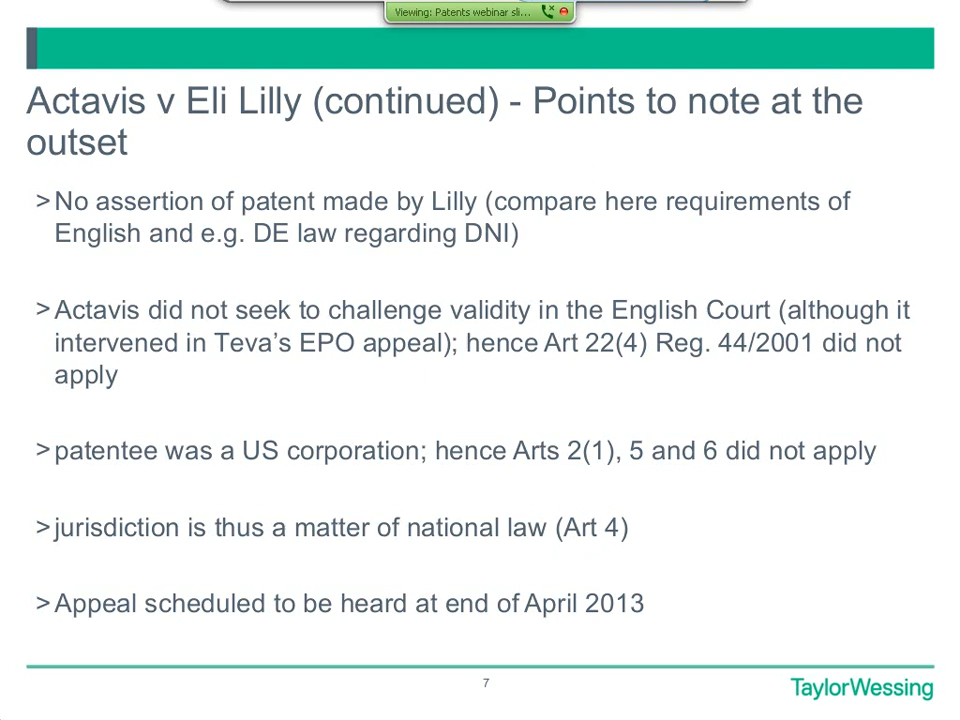 Viewing: Patents webinar sli...
Actavis v Eli Lilly (continued) - Points to note at the
outset
> No assertion of patent made by Lilly (compare here requirements of
English and e.g. DE law regarding DNI)
> Actavis did not seek to challenge validity in the English Court (although it
intervened in Teva’s EPO appeal); hence Art 22(4) Reg. 44/2001 did not
apply
> patentee was a US corporation; hence Arts 2(1), 5 and 6 did not apply
> jurisdiction is thus a matter of national law (Art 4)
> Appeal scheduled to be heard at end of April 2013
7
TaylorWessing